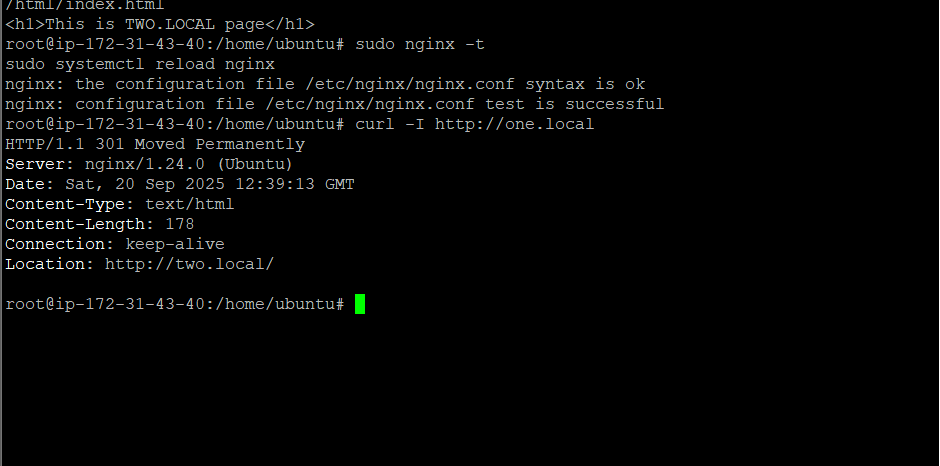 /html/index.html
<h1>This is TWO.LOCAL page</h1>
root@ip-172-31-43-40:/home/ubuntu# sudo nginx -t
sudo systemctl reload nginx
nginx: the configuration file /etc/nginx/nginx.conf syntax is ok
nginx: configuration file /etc/nginx/nginx.conf test is successful
root@ip-172-31-43-40:/home/ubuntu# curl -I http://one.local
HTTP/1.1 301 Moved Permanently
Server: nginx/1.24.0 (Ubuntu)
Date: Sat, 20 Sep 2025 12:39:13 GMT
Content-Type: text/html
Content-Length: 178
Connection: keep-alive
Location: http://two.local/
root@ip-172-31-43-40:/home/ubuntu#